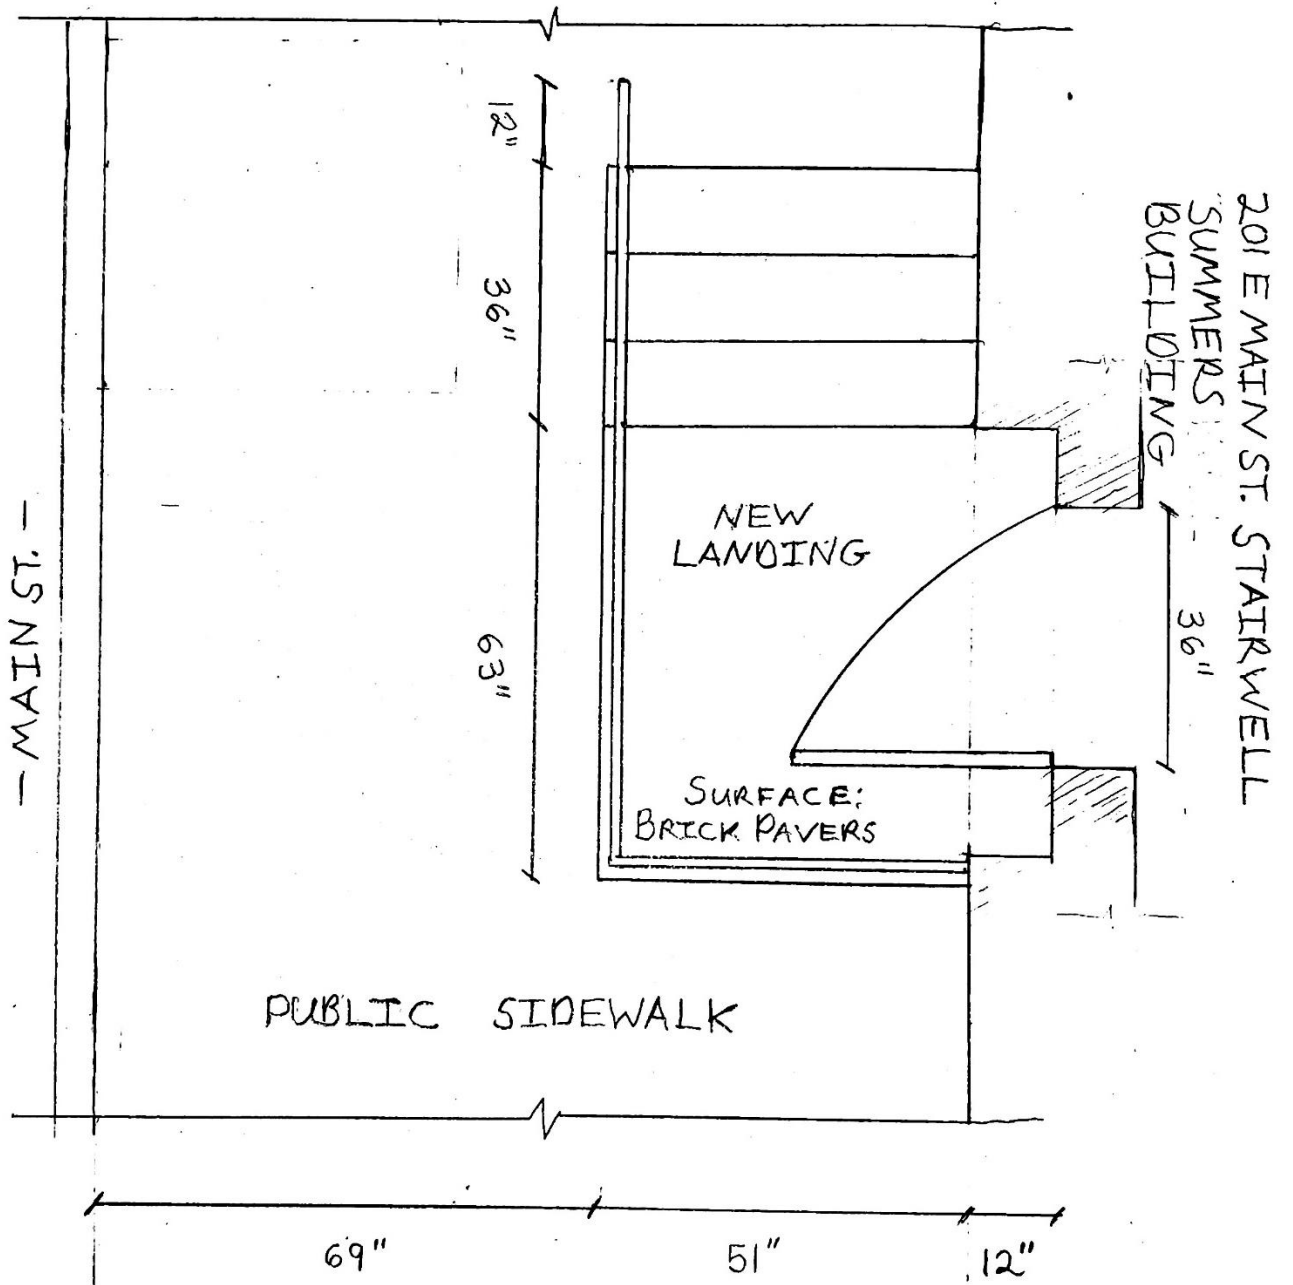 201 E MAIN ST. STAIRWELL
SUMMERS
BUILDING
12"
36"
63"
36"
NEW
LANDING
SURFACE:
BRICK PAVERS
— MAIN ST. —
PUBLIC SIDEWALK
69"
51"
12"